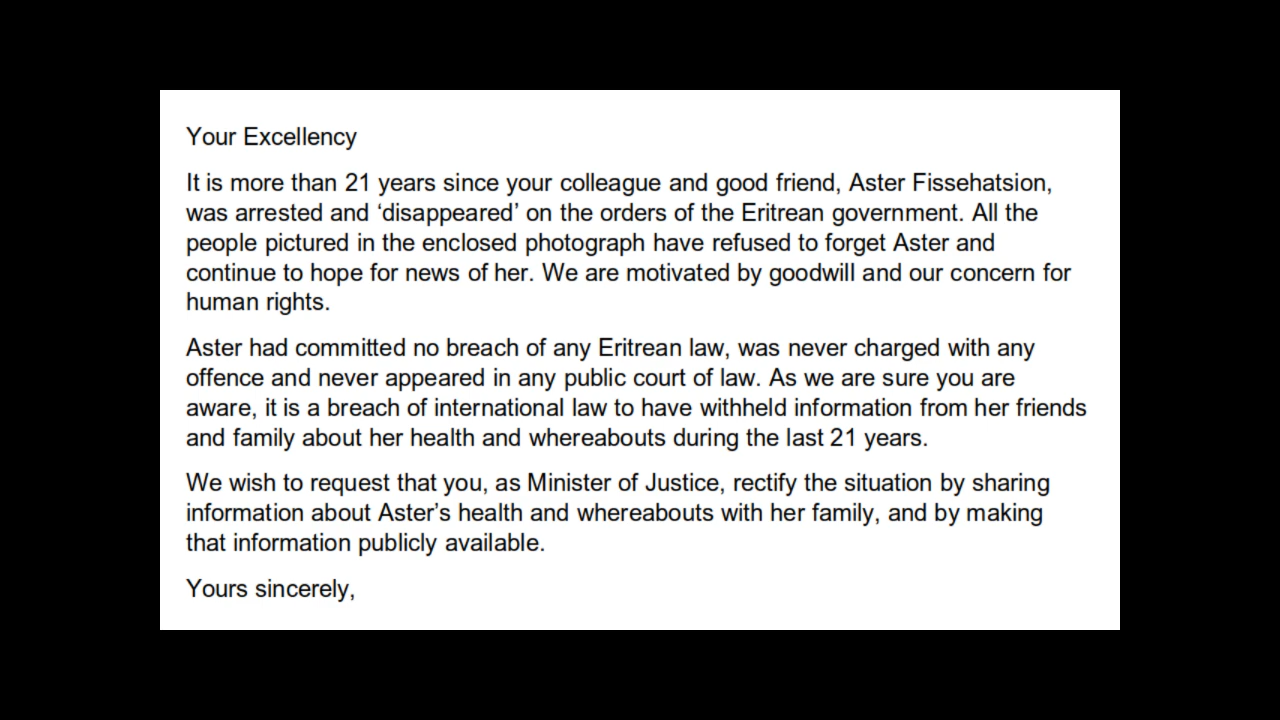 Your Excellency
It is more than 21 years since your colleague and good friend, Aster Fissehatsion,
was arrested and ‘disappeared’ on the orders of the Eritrean government. All the
people pictured in the enclosed photograph have refused to forget Aster and
continue to hope for news of her. We are motivated by goodwill and our concern for
human rights.
Aster had committed no breach of any Eritrean law, was never charged with any
offence and never appeared in any public court of law. As we are sure you are
aware, it is a breach of international law to have withheld information from her friends
and family about her health and whereabouts during the last 21 years.
We wish to request that you, as Minister of Justice, rectify the situation by sharing
information about Aster’s health and whereabouts with her family, and by making
that information publicly available.
Yours sincerely,